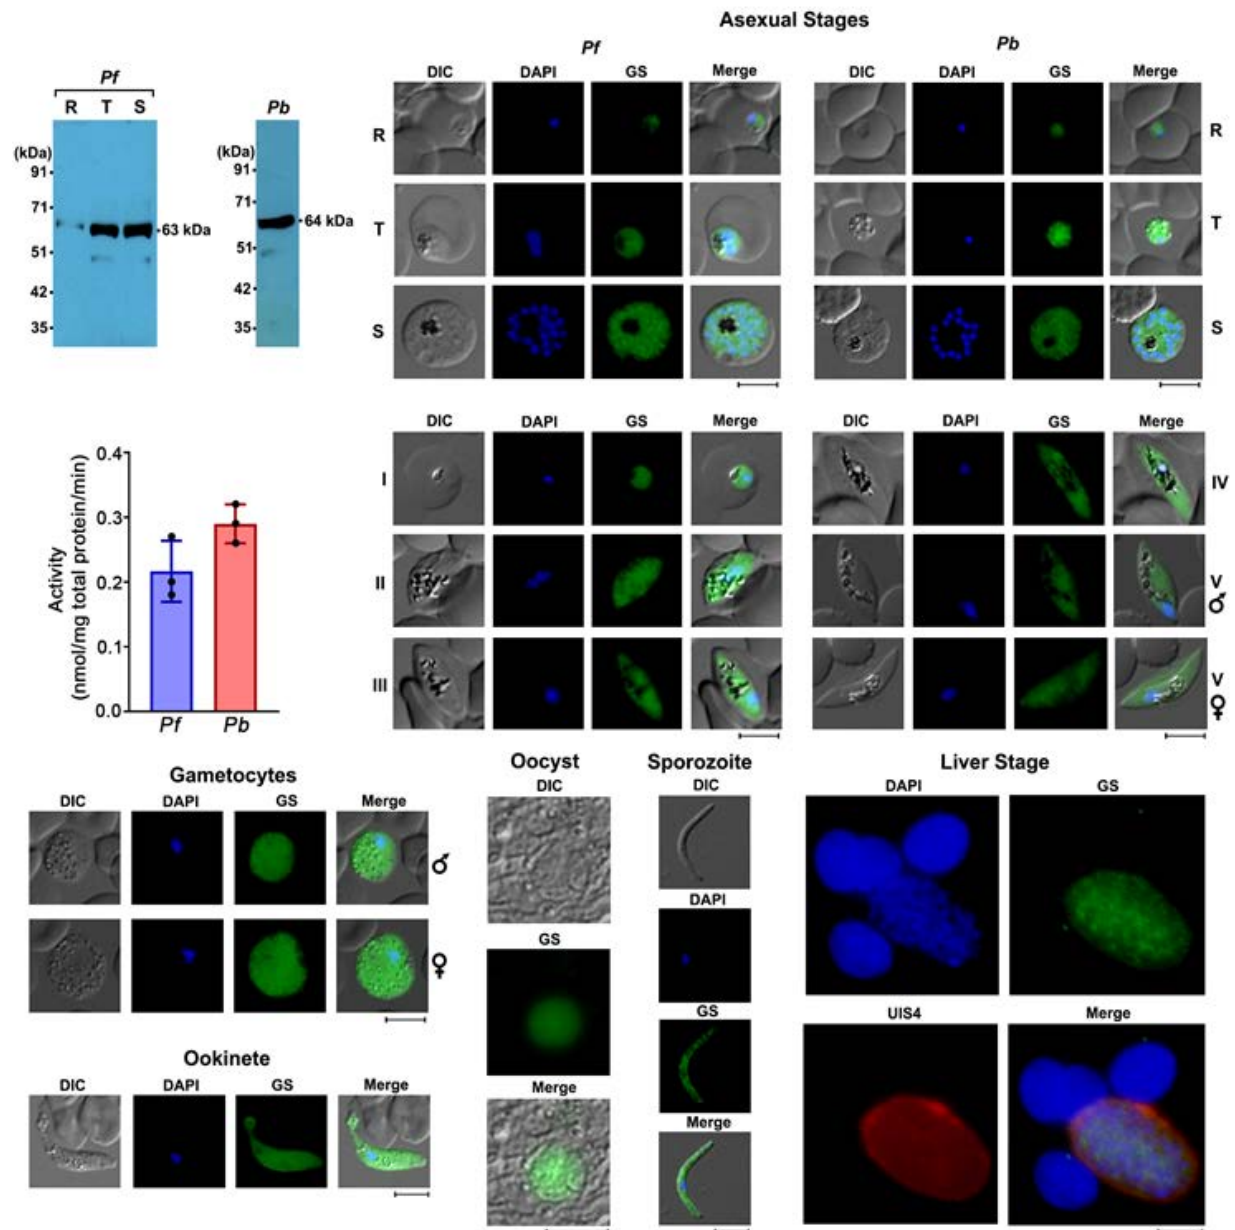 Asexual Stages
Pf
Pb
Pf
R T S
Pb
(kDa)
91
71
51
42
35
63 kDa
(kDa)
91
71
51
42
35
64 kDa
DIC DAPI GS Merge
R
T
S
DIC DAPI GS Merge
R
T
S
Activity
(nmol/mg total protein/min)
0.4
0.3
0.2
0.1
0.0
Pf Pb
DIC DAPI GS Merge
I
II
III
DIC DAPI GS Merge
IV
V
♂
V
♀
Gametocytes
DIC DAPI GS Merge
♂
♀
Ookinete
DIC DAPI GS Merge
Oocyst
DIC
GS
Merge
Sporozoite
DIC
DAPI
GS
Merge
Liver Stage
DAPI GS
UIS4 Merge